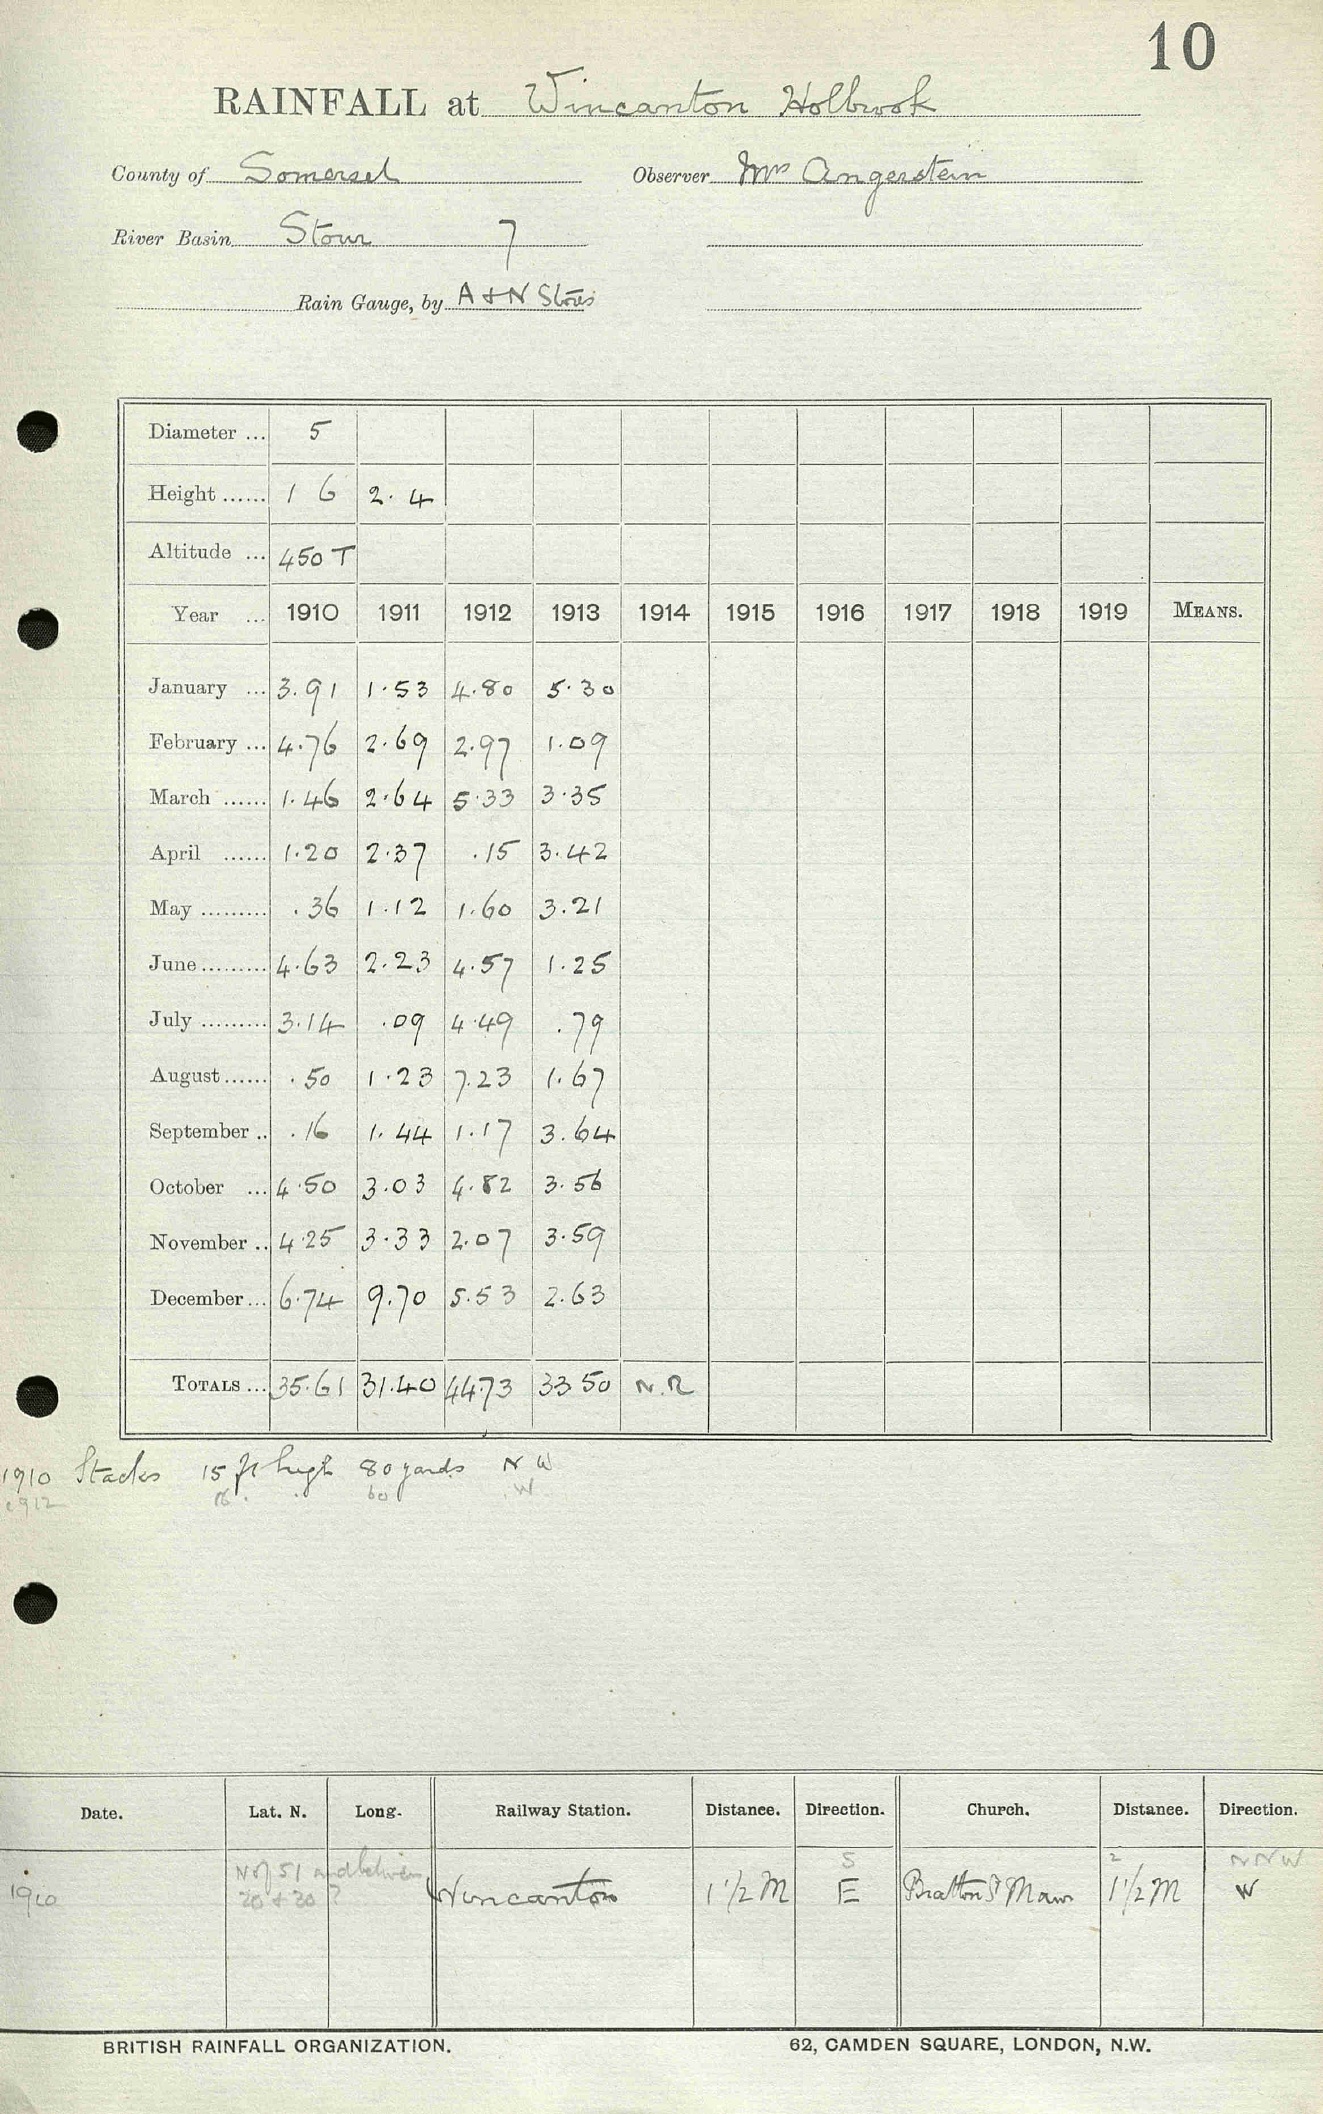 10
RAINFALL at Wincanton Holbrook
County of Somerset Observer Mrs Angerstein
River Basin Stour 7
Rain Gauge, by A & N Stores
Diameter ... 5
Height ...... 1 6 2. 4
Altitude ... 450 T
Year ... 1910 1911 1912 1913 1914 1915 1916 1917 1918 1919 MEANS.
January ... 3.91 1.53 4.80 5.30
February ... 4.76 2.69 2.97 1.09
March ...... 1.46 2.64 5.33 3.35
April ...... 1.20 2.37 .15 3.42
May ......... .36 1.12 1.60 3.21
June ......... 4.63 2.23 4.57 1.25
July ......... 3.14 .09 4.49 .79
August ...... .50 1.23 7.23 1.67
September .. .16 1.44 1.17 3.64
October ... 4.50 3.03 4.82 3.56
November .. 4.25 3.33 2.07 3.59
December ... 6.74 9.70 5.53 2.63
TOTALS ... 35.61 31.40 44.73 33.50 N.R
1910 Stacks 15 ft high 80 yards N W
1912 60 W
Date. Lat. N. Long. Railway Station. Distance. Direction. Church. Distance. Direction.
N of 51 and between S 2 NNW
1910 20 + 30 ? Wincanton 1 1/2 M E Bratton St Maur 1 1/2 M W
BRITISH RAINFALL ORGANIZATION. 62, CAMDEN SQUARE, LONDON, N.W.